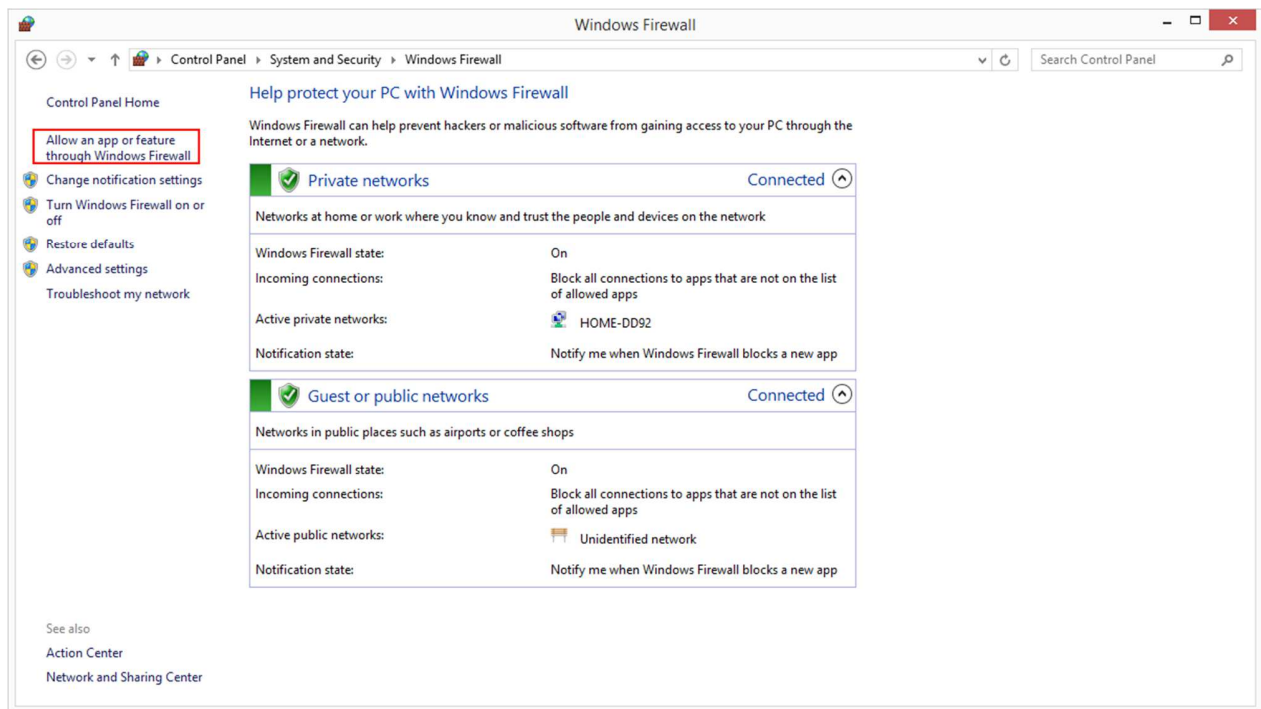 Windows Firewall
Control Panel
System and Security
Windows Firewall
Search Control Panel
Control Panel Home
Allow an app or feature
through Windows Firewall
Change notification settings
Turn Windows Firewall on or
off
Restore defaults
Advanced settings
Troubleshoot my network
See also
Action Center
Network and Sharing Center
Help protect your PC with Windows Firewall
Windows Firewall can help prevent hackers or malicious software from gaining access to your PC through the
Internet or a network.
Private networks Connected
Networks at home or work where you know and trust the people and devices on the network
Windows Firewall state: On
Incoming connections: Block all connections to apps that are not on the list
of allowed apps
Active private networks: HOME-DD92
Notification state: Notify me when Windows Firewall blocks a new app
Guest or public networks Connected
Networks in public places such as airports or coffee shops
Windows Firewall state: On
Incoming connections: Block all connections to apps that are not on the list
of allowed apps
Active public networks: Unidentified network
Notification state: Notify me when Windows Firewall blocks a new app